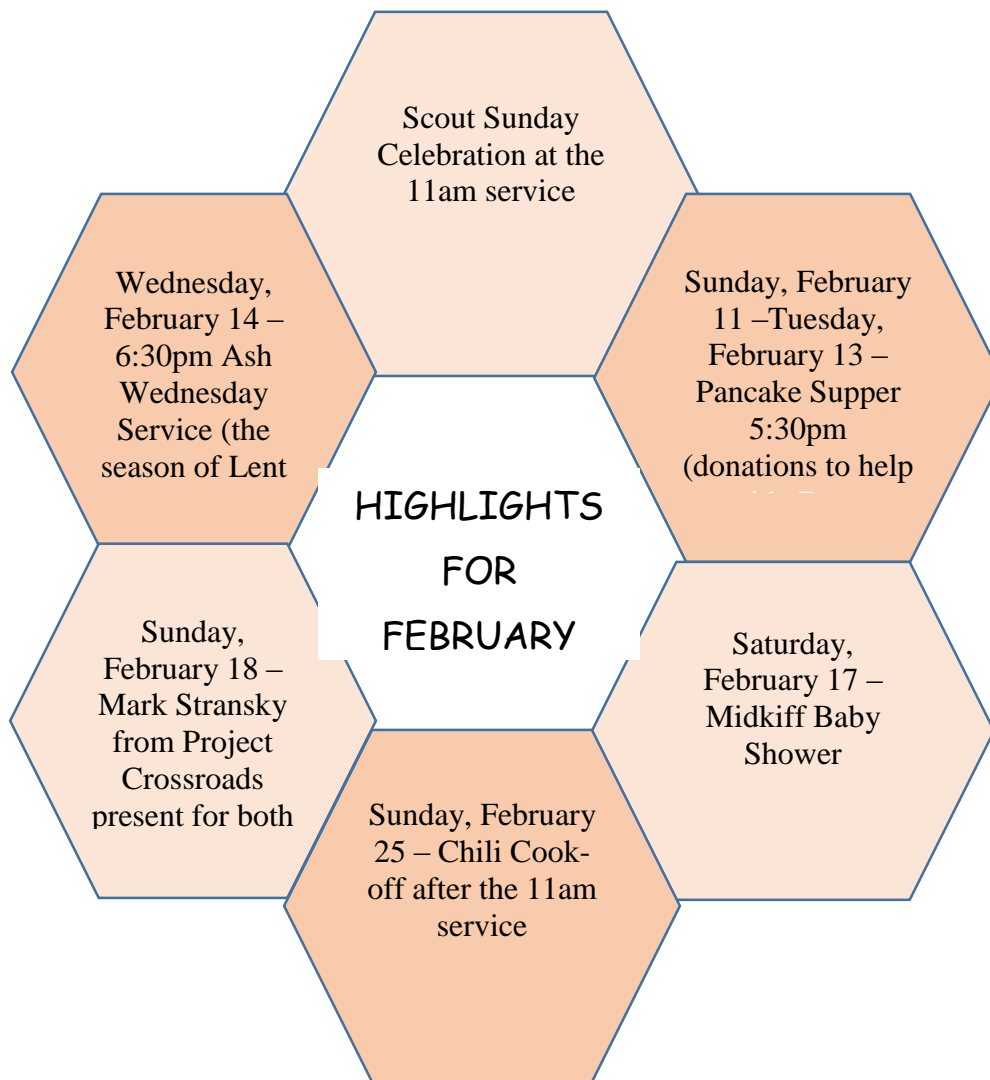 Scout Sunday
Celebration at the
11am service
Wednesday,
February 14 –
6:30pm Ash
Wednesday
Service (the
season of Lent
Sunday, February
11 –Tuesday,
February 13 –
Pancake Supper
5:30pm
(donations to help
HIGHLIGHTS
FOR
FEBRUARY
Sunday,
February 18 –
Mark Stransky
from Project
Crossroads
present for both
Saturday,
February 17 –
Midkiff Baby
Shower
Sunday, February
25 – Chili Cook-
off after the 11am
service